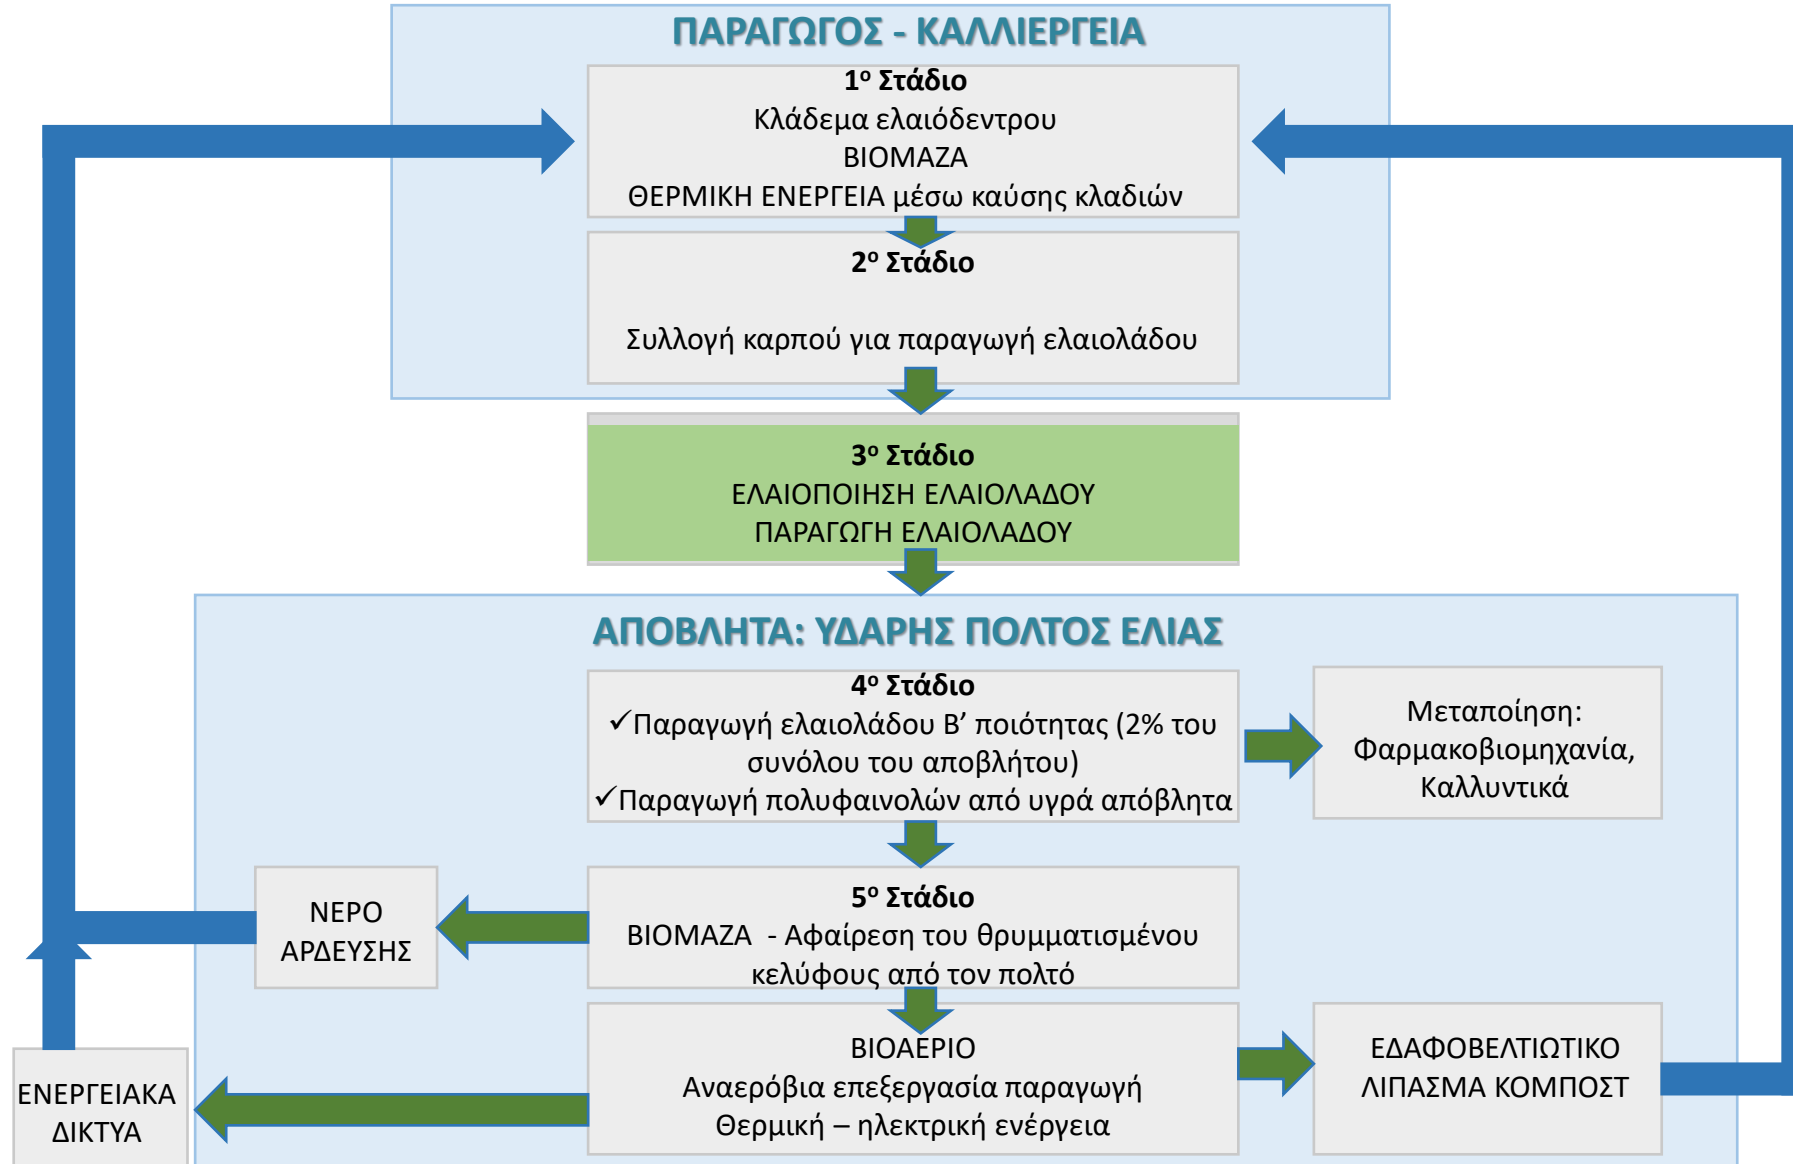 ΠΑΡΑΓΩΓΟΣ - ΚΑΛΛΙΕΡΓΕΙΑ
1ο Στάδιο
Κλάδεμα ελαιόδεντρου
ΒΙΟΜΑΖΑ
ΘΕΡΜΙΚΗ ΕΝΕΡΓΕΙΑ μέσω καύσης κλαδιών
2ο Στάδιο
Συλλογή καρπού για παραγωγή ελαιολάδου
3ο Στάδιο
ΕΛΑΙΟΠΟΙΗΣΗ ΕΛΑΙΟΛΑΔΟΥ
ΠΑΡΑΓΩΓΗ ΕΛΑΙΟΛΑΔΟΥ
ΑΠΟΒΛΗΤΑ: ΥΔΑΡΗΣ ΠΟΛΤΟΣ ΕΛΙΑΣ
4ο Στάδιο
✓Παραγωγή ελαιολάδου Β’ ποιότητας (2% του
συνόλου του αποβλήτου)
✓Παραγωγή πολυφαινολών από υγρά απόβλητα
Μεταποίηση:
Φαρμακοβιομηχανία,
Καλλυντικά
ΝΕΡΟ
ΑΡΔΕΥΣΗΣ
5ο Στάδιο
ΒΙΟΜΑΖΑ - Αφαίρεση του θρυμματισμένου
κελύφους από τον πολτό
ΕΝΕΡΓΕΙΑΚΑ
ΔΙΚΤΥΑ
ΒΙΟΑΕΡΙΟ
Αναερόβια επεξεργασία παραγωγή
Θερμική – ηλεκτρική ενέργεια
ΕΔΑΦΟΒΕΛΤΙΩΤΙΚΟ
ΛΙΠΑΣΜΑ ΚΟΜΠΟΣΤ